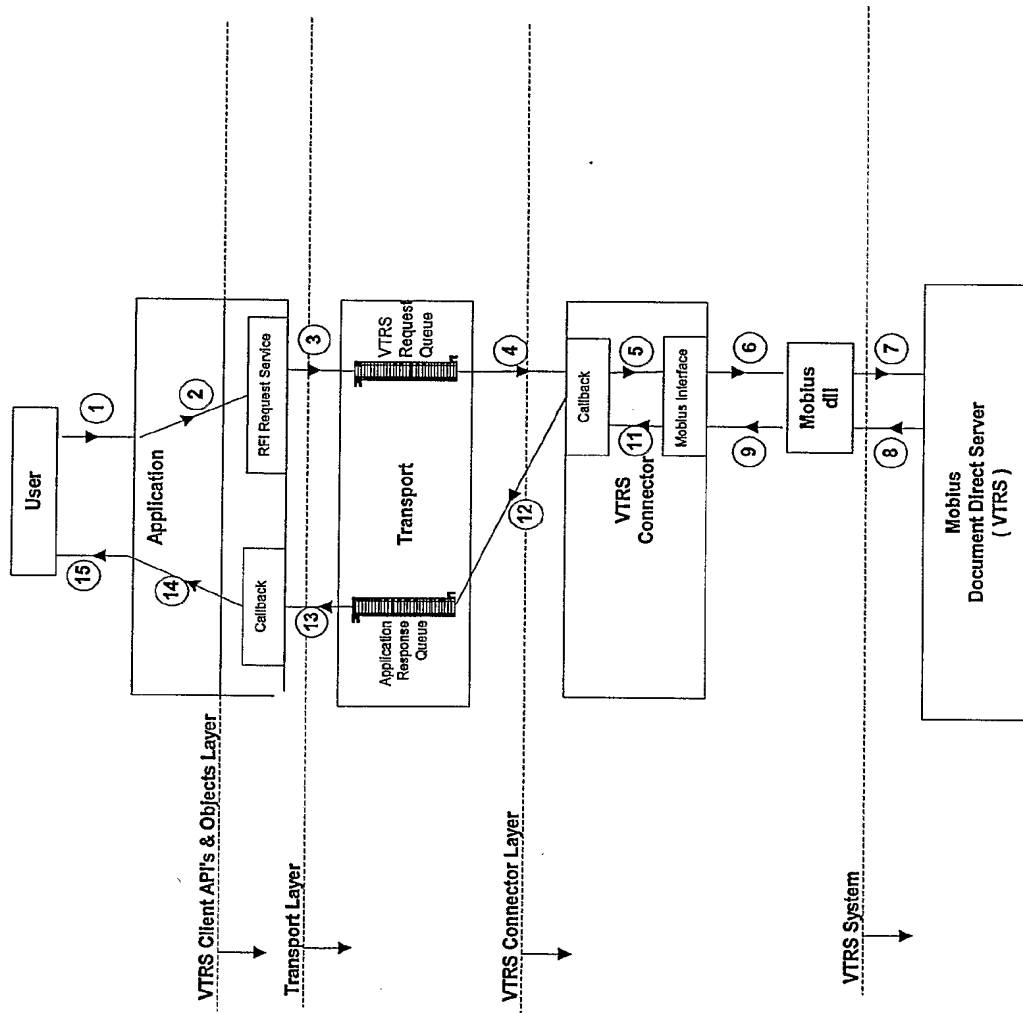 User
1
15
Application
2
14
RFI Request Service
Callback
VTRS Client API's & Objects Layer
3
13
Transport Layer
VTRS
Request
Queue
Transport
Application
Response
Queue
4
12
VTRS Connector Layer
Callback
5
11
Mobius Interface
VTRS
Connector
6
9
Mobius
dll
7
8
VTRS System
Mobius
Document Direct Server
( VTRS )